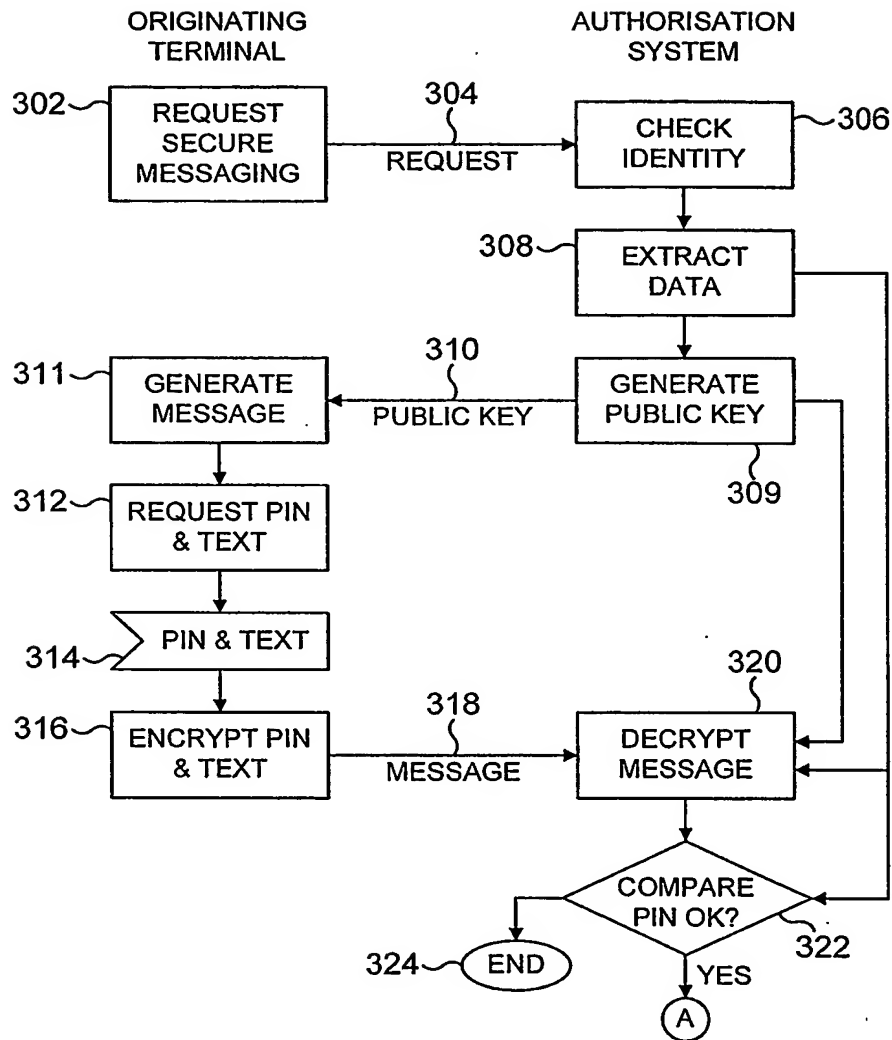 ORIGINATING
TERMINAL
AUTHORISATION
SYSTEM
302
REQUEST
SECURE
MESSAGING
304
REQUEST
CHECK
IDENTITY
306
308
EXTRACT
DATA
311
GENERATE
MESSAGE
310
PUBLIC KEY
GENERATE
PUBLIC KEY
309
312
REQUEST PIN
& TEXT
314
PIN & TEXT
316
ENCRYPT PIN
& TEXT
318
MESSAGE
320
DECRYPT
MESSAGE
COMPARE
PIN OK?
322
324
END
YES
A